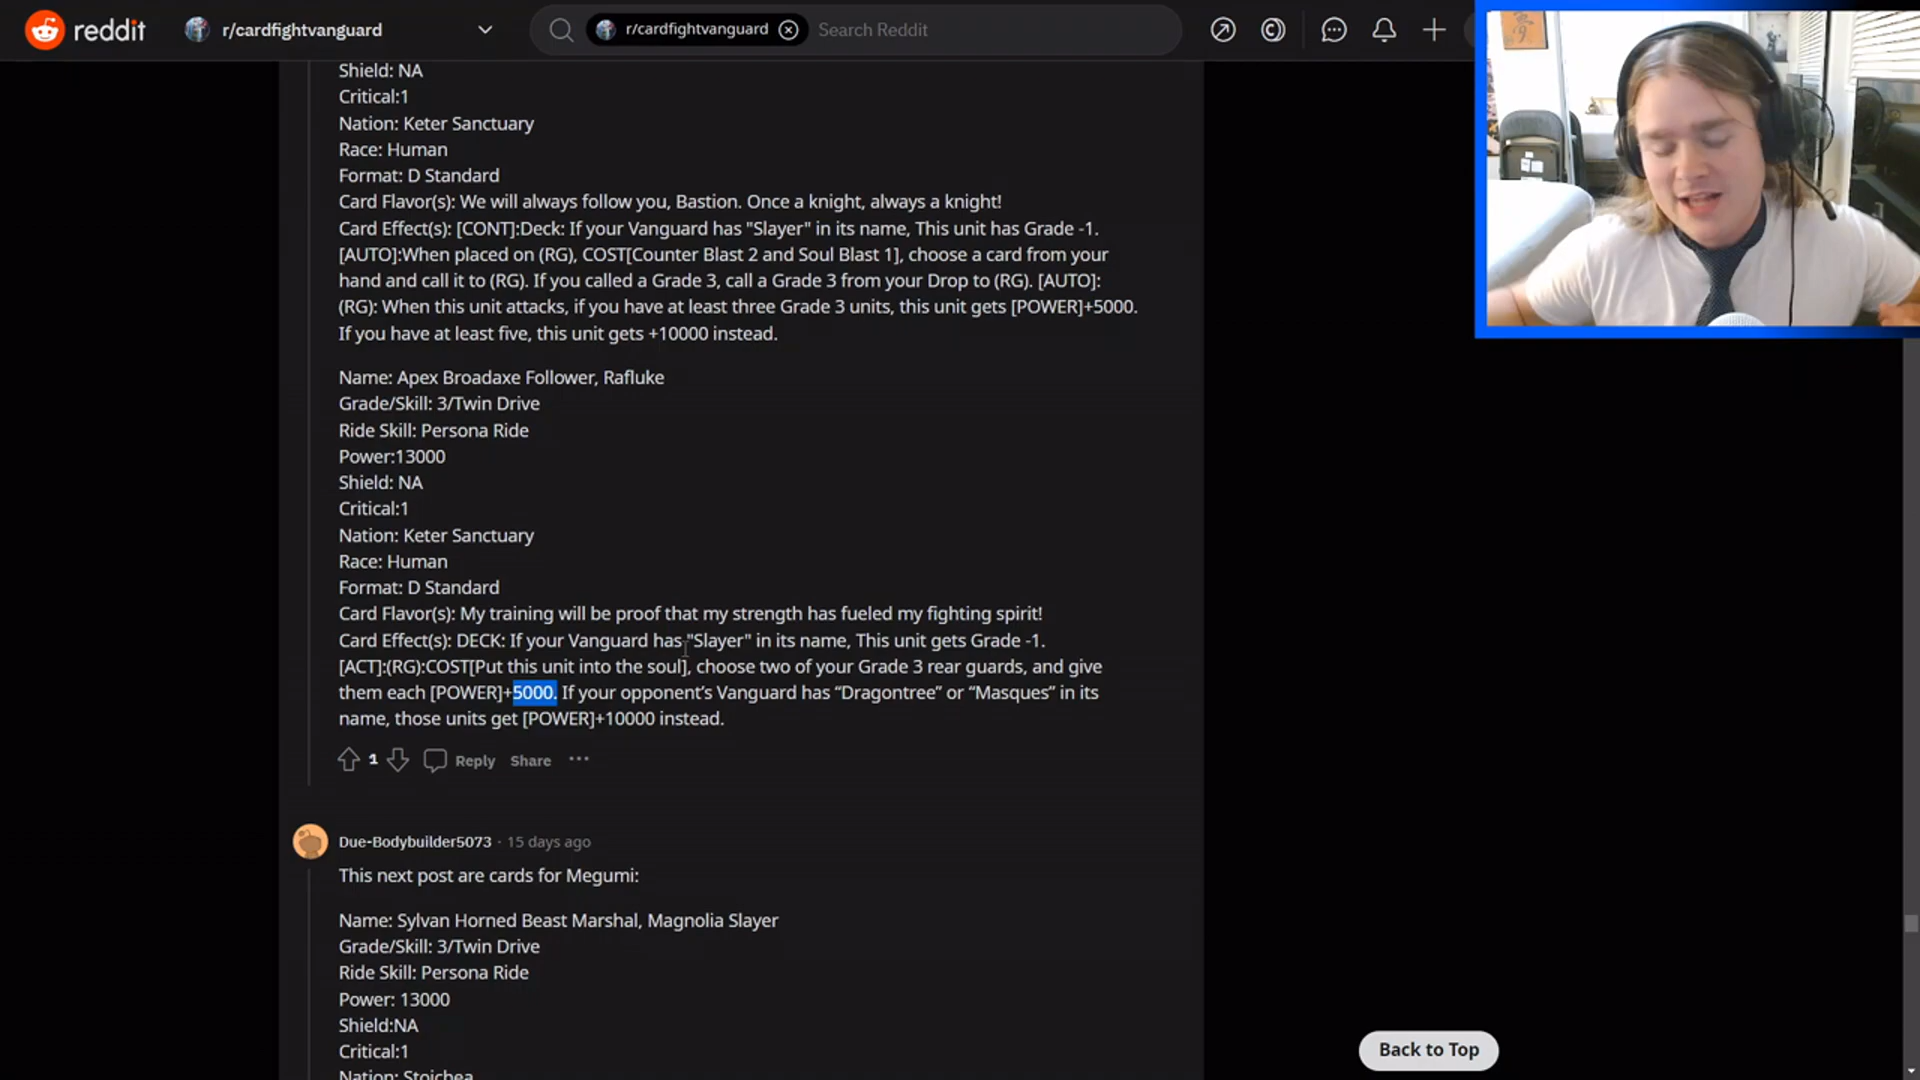 reddit
r/cardfightvanguard
r/cardfightvanguard
Search Reddit
Shield: NA
Critical:1
Nation: Keter Sanctuary
Race: Human
Format: D Standard
Card Flavor(s): We will always follow you, Bastion. Once a knight, always a knight!
Card Effect(s): [CONT]:Deck: If your Vanguard has "Slayer" in its name, This unit has Grade -1.
[AUTO]:When placed on (RG), COST[Counter Blast 2 and Soul Blast 1], choose a card from your
hand and call it to (RG). If you called a Grade 3, call a Grade 3 from your Drop to (RG). [AUTO]:
(RG): When this unit attacks, if you have at least three Grade 3 units, this unit gets [POWER]+5000.
If you have at least five, this unit gets +10000 instead.
Name: Apex Broadaxe Follower, Rafluke
Grade/Skill: 3/Twin Drive
Ride Skill: Persona Ride
Power:13000
Shield: NA
Critical:1
Nation: Keter Sanctuary
Race: Human
Format: D Standard
Card Flavor(s): My training will be proof that my strength has fueled my fighting spirit!
Card Effect(s): DECK: If your Vanguard has "Slayer" in its name, This unit gets Grade -1.
[ACT]:(RG):COST[Put this unit into the soul], choose two of your Grade 3 rear guards, and give
them each [POWER]+5000. If your opponent’s Vanguard has “Dragontree” or “Masques” in its
name, those units get [POWER]+10000 instead.
1 Reply Share
Due-Bodybuilder5073 · 15 days ago
This next post are cards for Megumi:
Name: Sylvan Horned Beast Marshal, Magnolia Slayer
Grade/Skill: 3/Twin Drive
Ride Skill: Persona Ride
Power: 13000
Shield:NA
Critical:1
Nation: Stoichea
Back to Top